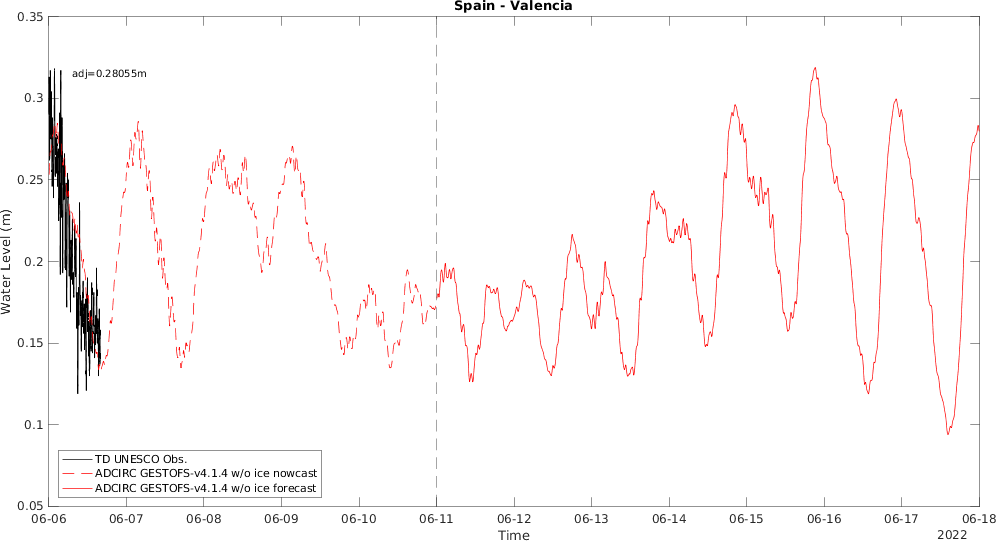 Spain - Valencia
0.35
0.3
0.25
0.2
0.15
0.1
0.05
Water Level (m)
adj=0.28055m
TD UNESCO Obs.
ADCIRC GESTOFS-v4.1.4 w/o ice nowcast
ADCIRC GESTOFS-v4.1.4 w/o ice forecast
06-06 06-07 06-08 06-09 06-10 06-11 06-12 06-13 06-14 06-15 06-16 06-17 06-18
Time
2022